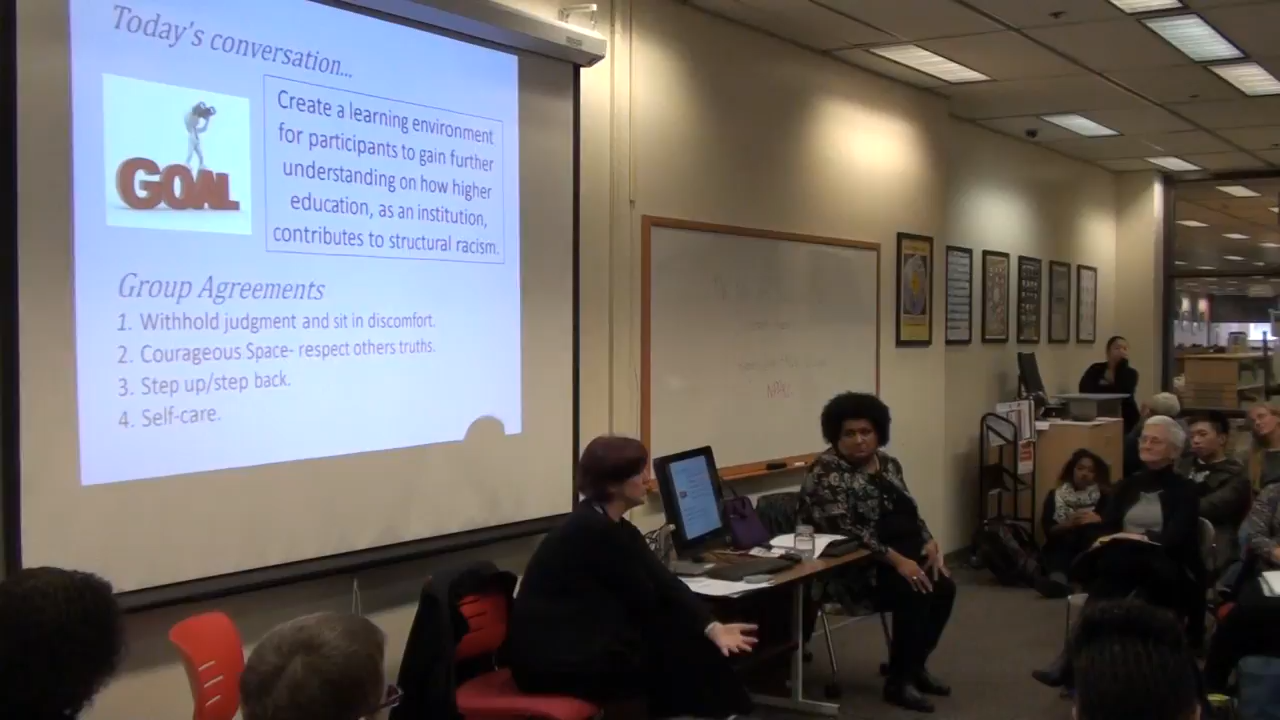 Today's conversation...
GOAL
Create a learning environment
for participants to gain further
understanding on how higher
education, as an institution,
contributes to structural racism.
Group Agreements
1. Withhold judgment and sit in discomfort.
2. Courageous Space- respect others truths.
3. Step up/step back.
4. Self-care.